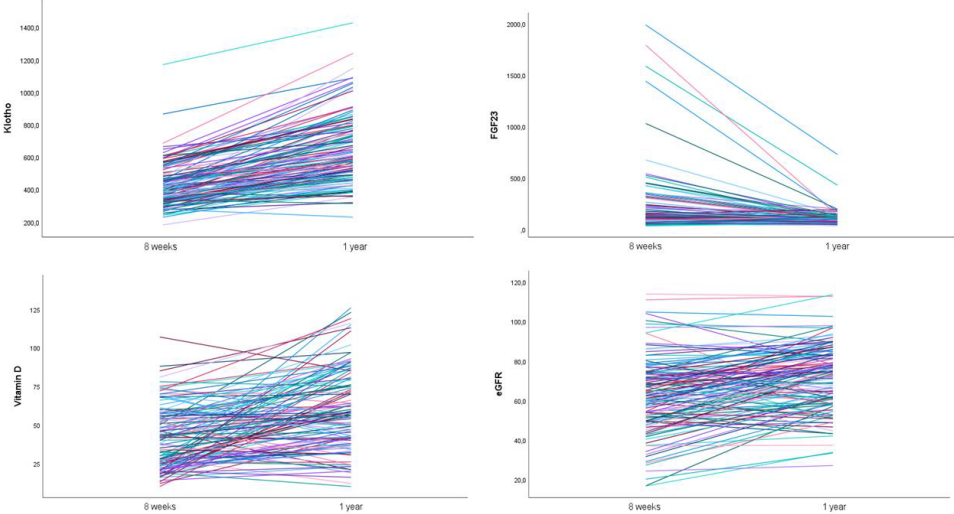 Klotho
1400,0
1200,0
1000,0
800,0
600,0
400,0
200,0
8 weeks 1 year
FGF23
2000,0
1500,0
1000,0
500,0
,0
8 weeks 1 year
Vitamin D
125
100
75
50
25
8 weeks 1 year
eGFR
120,0
100,0
80,0
60,0
40,0
20,0
8 weeks 1 year